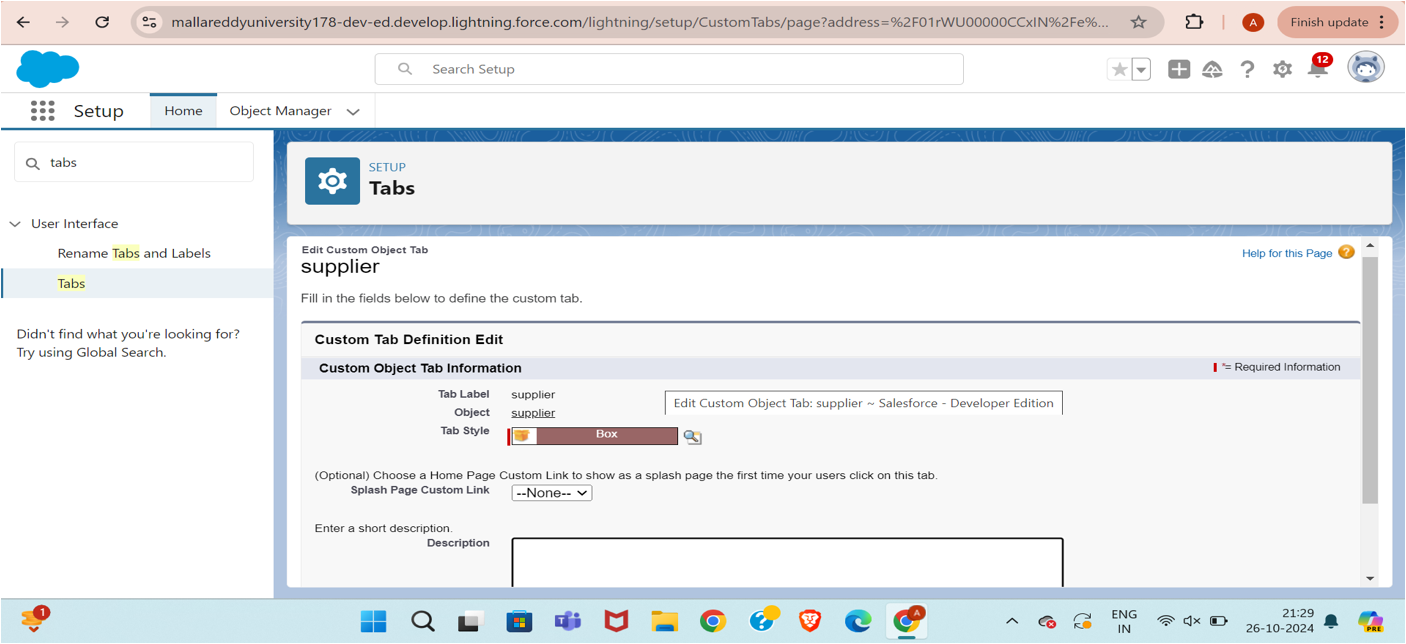 mallareddyuniversity178-dev-ed.develop.lightning.force.com/lightning/setup/CustomTabs/page?address=%2F01rWU00000CCxIN%2Fe%...
A
Finish update
Search Setup
12
Setup
Home
Object Manager
tabs
User Interface
Rename Tabs and Labels
Tabs
Didn't find what you're looking for?
Try using Global Search.
SETUP
Tabs
Edit Custom Object Tab
supplier
Help for this Page ?
Fill in the fields below to define the custom tab.
Custom Tab Definition Edit
Custom Object Tab Information
*= Required Information
Tab Label supplier
Object supplier
Edit Custom Object Tab: supplier ~ Salesforce - Developer Edition
Tab Style Box
(Optional) Choose a Home Page Custom Link to show as a splash page the first time your users click on this tab.
Splash Page Custom Link --None--
Enter a short description.
Description
1
A
ENG
IN
21:29
26-10-2024
PRE